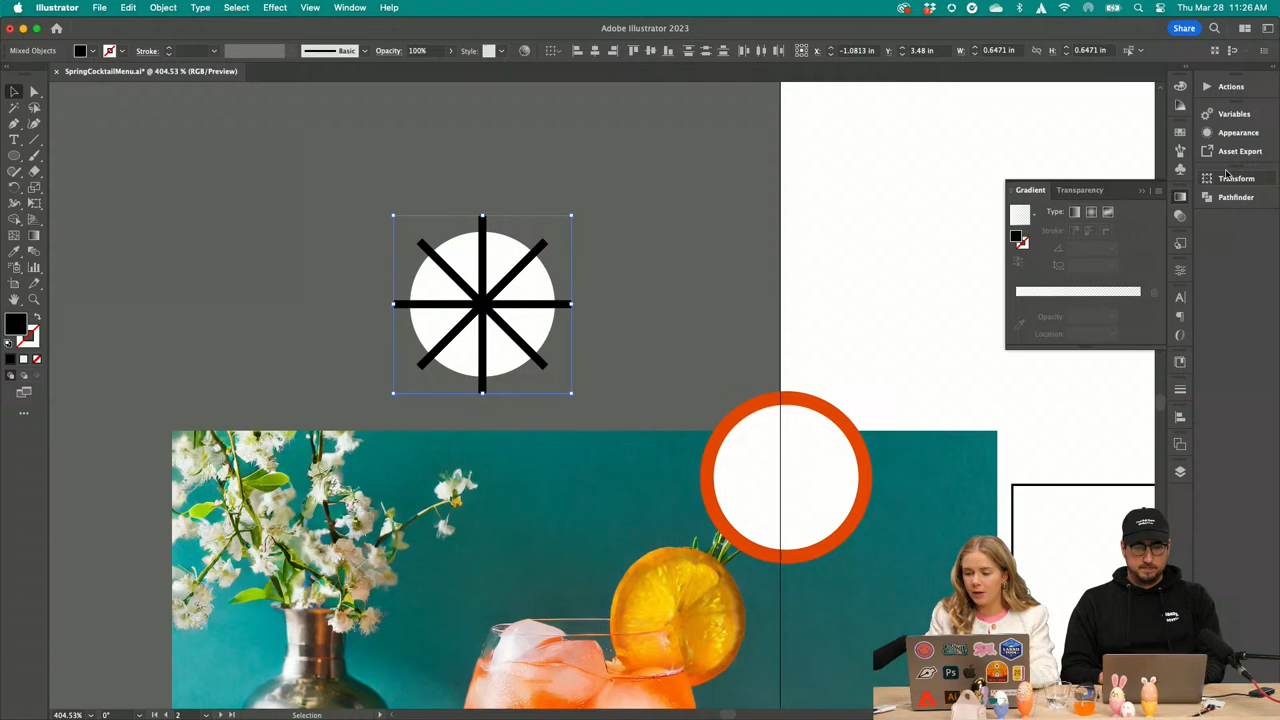 Illustrator File Edit Object Type Select Effect View Window Help Thu Mar 28 11:26 AM
Adobe Illustrator 2023
Share
Mixed Objects Stroke: Basic Opacity: 100% Style: X: -1.0813 in Y: 3.48 in W: 0.6471 in H: 0.6471 in
× SpringCocktailMenu.ai* @ 404.53 % (RGB/Preview)
Actions
Variables
Appearance
Asset Export
Transform
Pathfinder
Gradient Transparency
Type:
Stroke:
Opacity:
Location:
Ps
Ai
LASSO
404.53% 0° 2 Selection